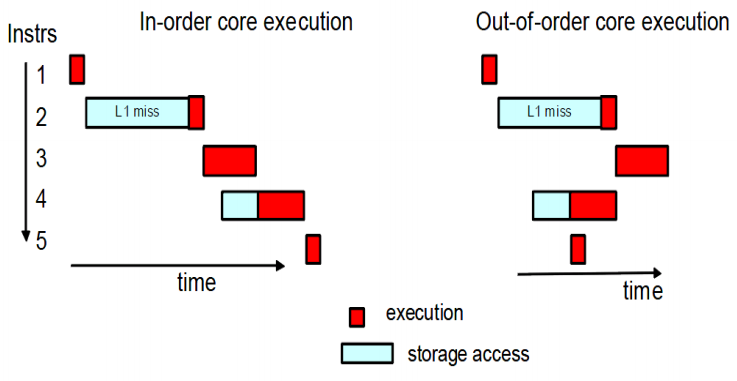 In-order core execution
Out-of-order core execution
Instrs
1
2
3
4
5
L1 miss
L1 miss
time
time
execution
storage access